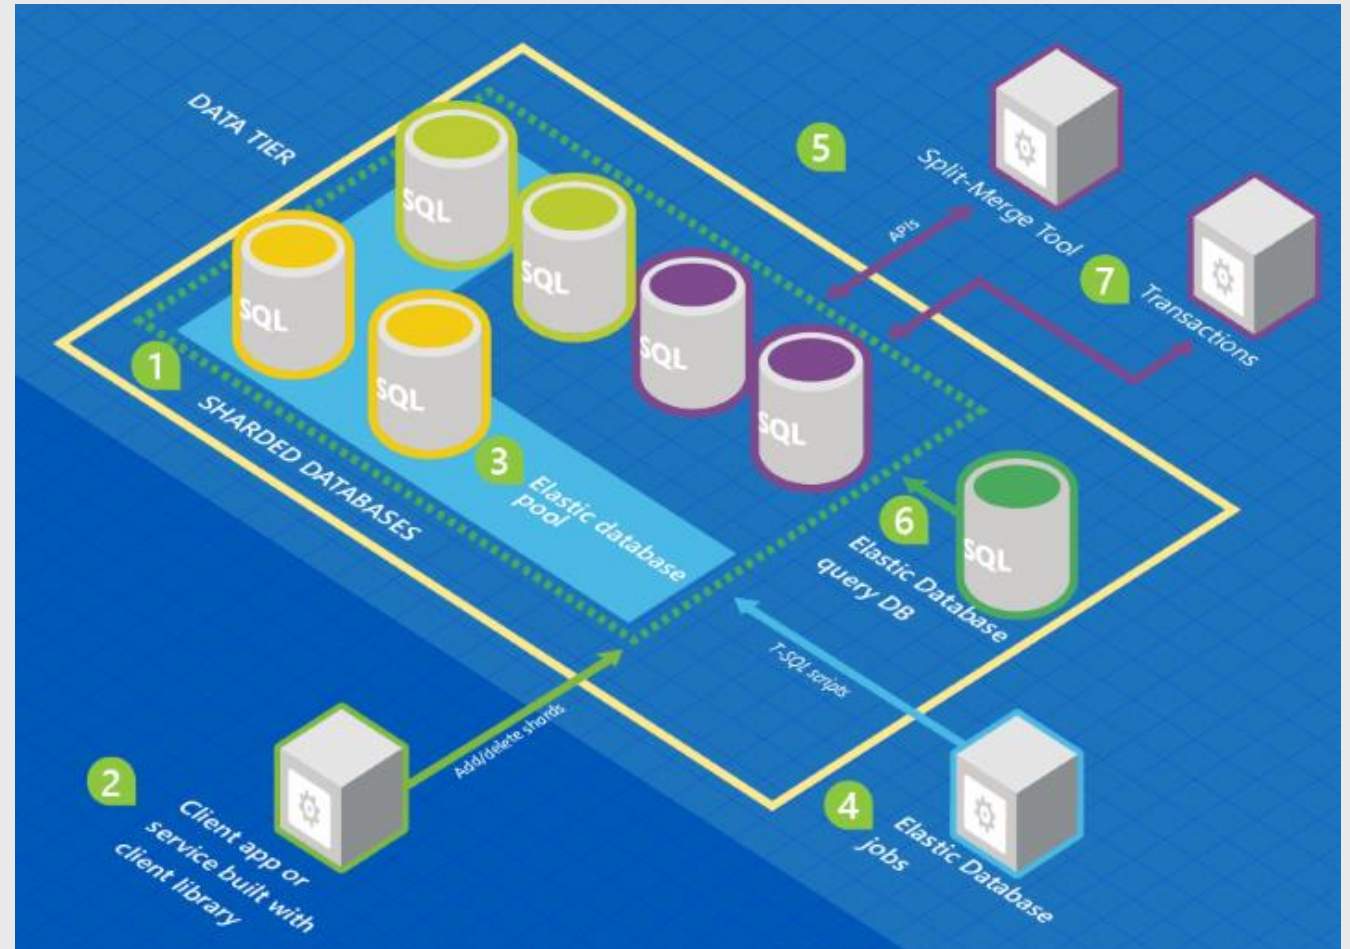 DATA TIER
SQL
SQL
SQL
SQL
SQL
SQL
1
SHARDED DATABASES
3
Elastic database
pool
5
Split-Merge Tool
APIs
7
Transactions
6
Elastic Database
query DB
SQL
T-SQL scripts
Add/delete shards
2
Client app or
service built with
client library
4
Elastic Database
jobs